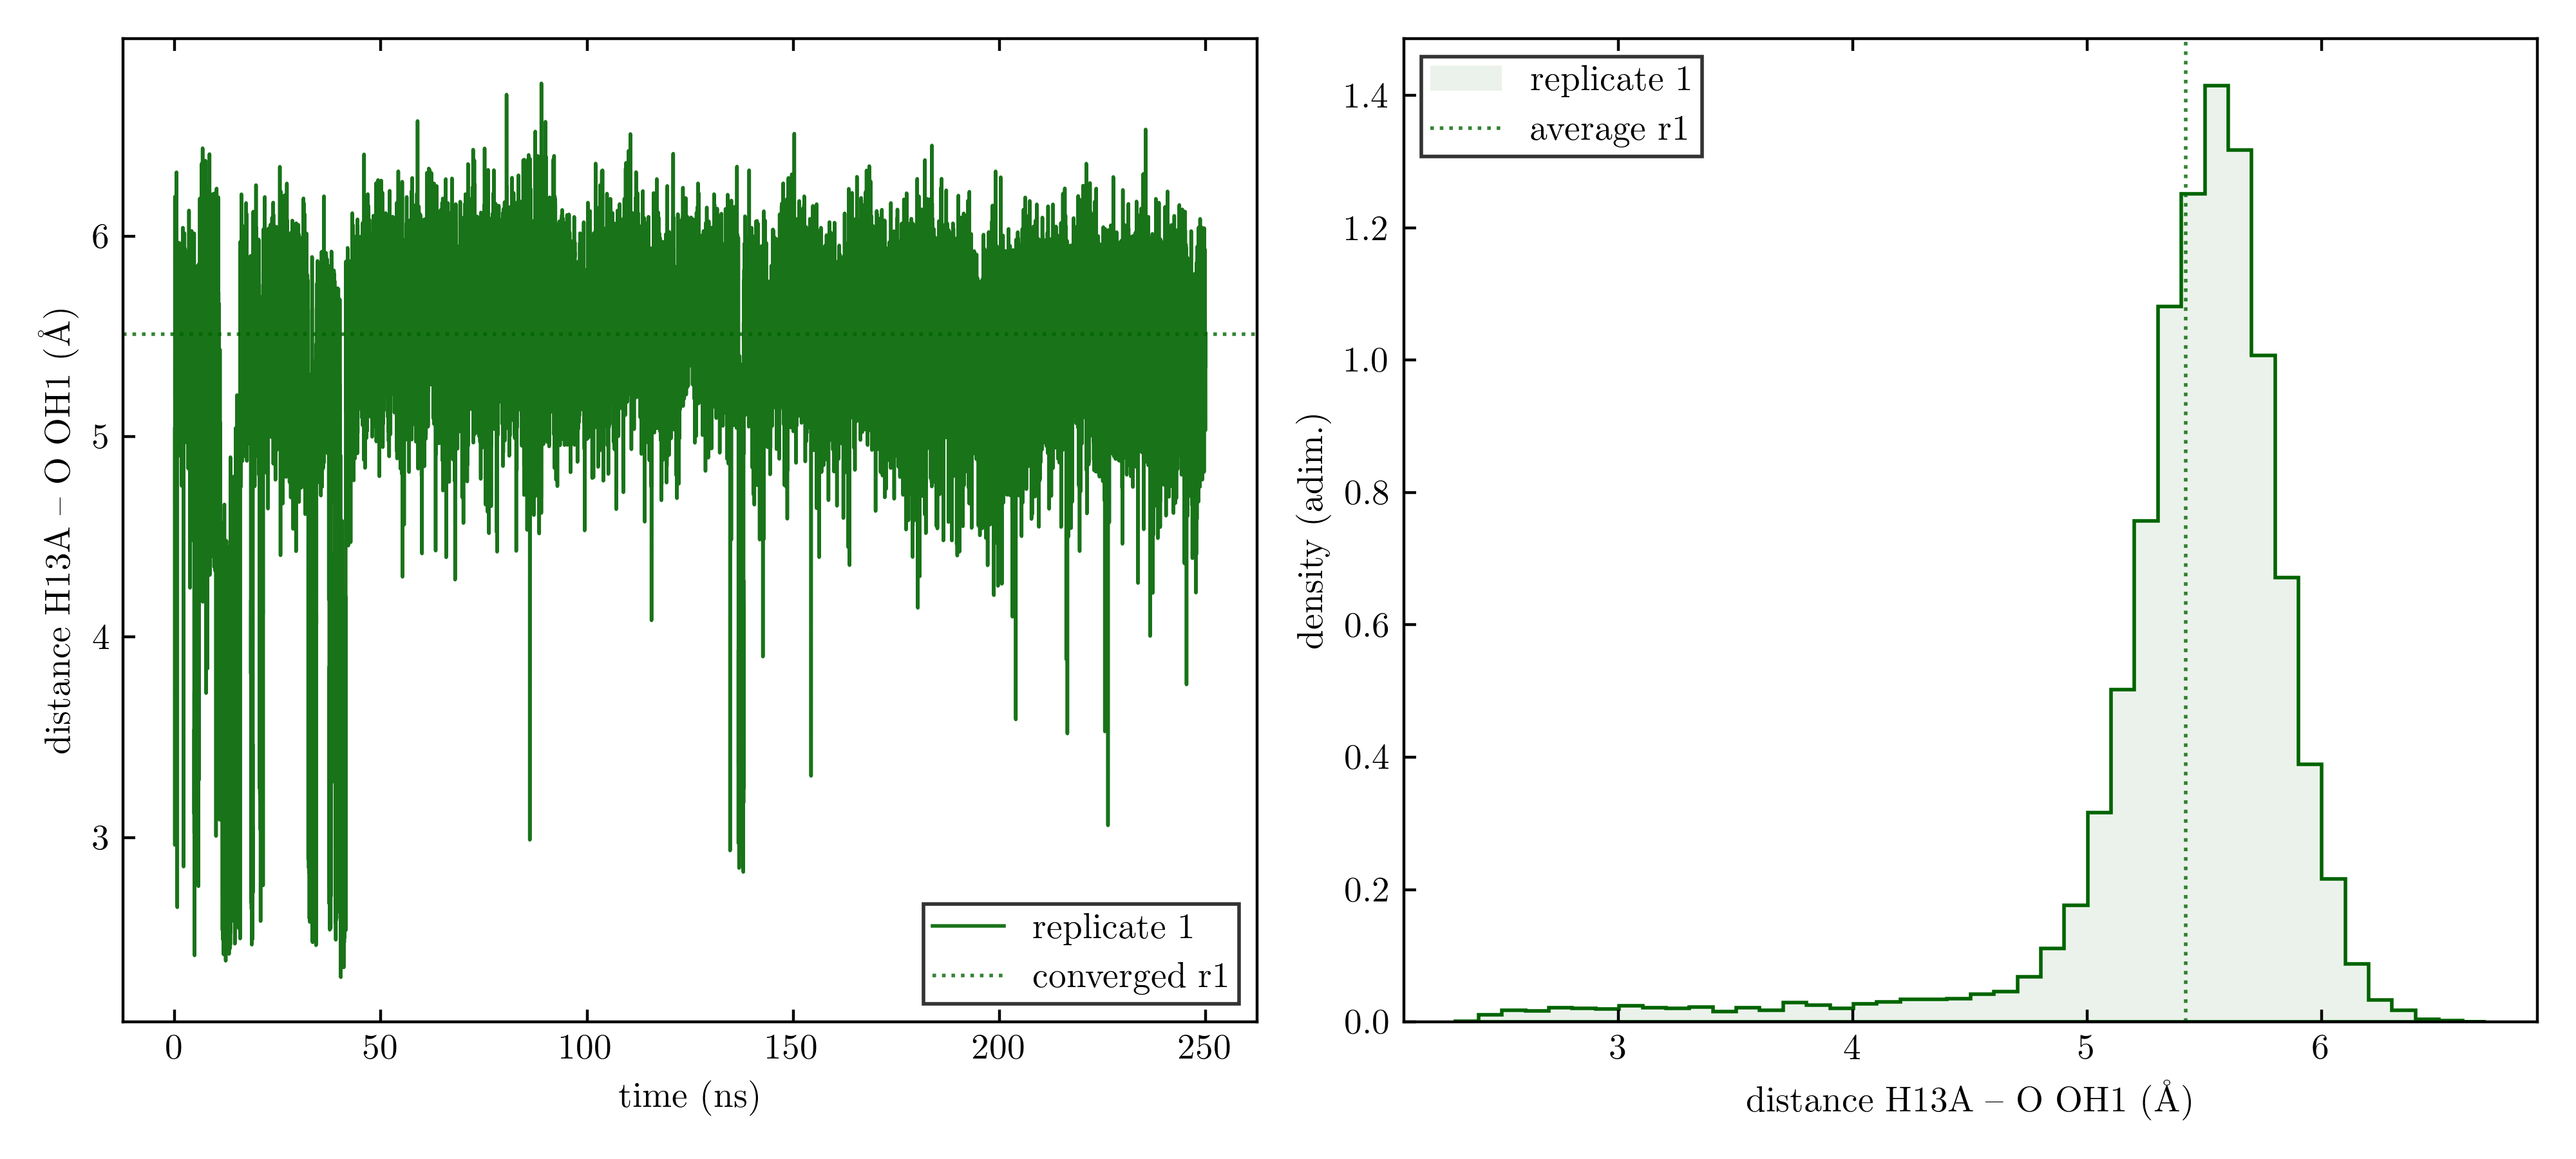 distance H13A – O OH1 (Å)
6
5
4
3
0 50 100 150 200 250
time (ns)
replicate 1
converged r1
density (adim.)
1.4
1.2
1.0
0.8
0.6
0.4
0.2
0.0
3 4 5 6
distance H13A – O OH1 (Å)
replicate 1
average r1